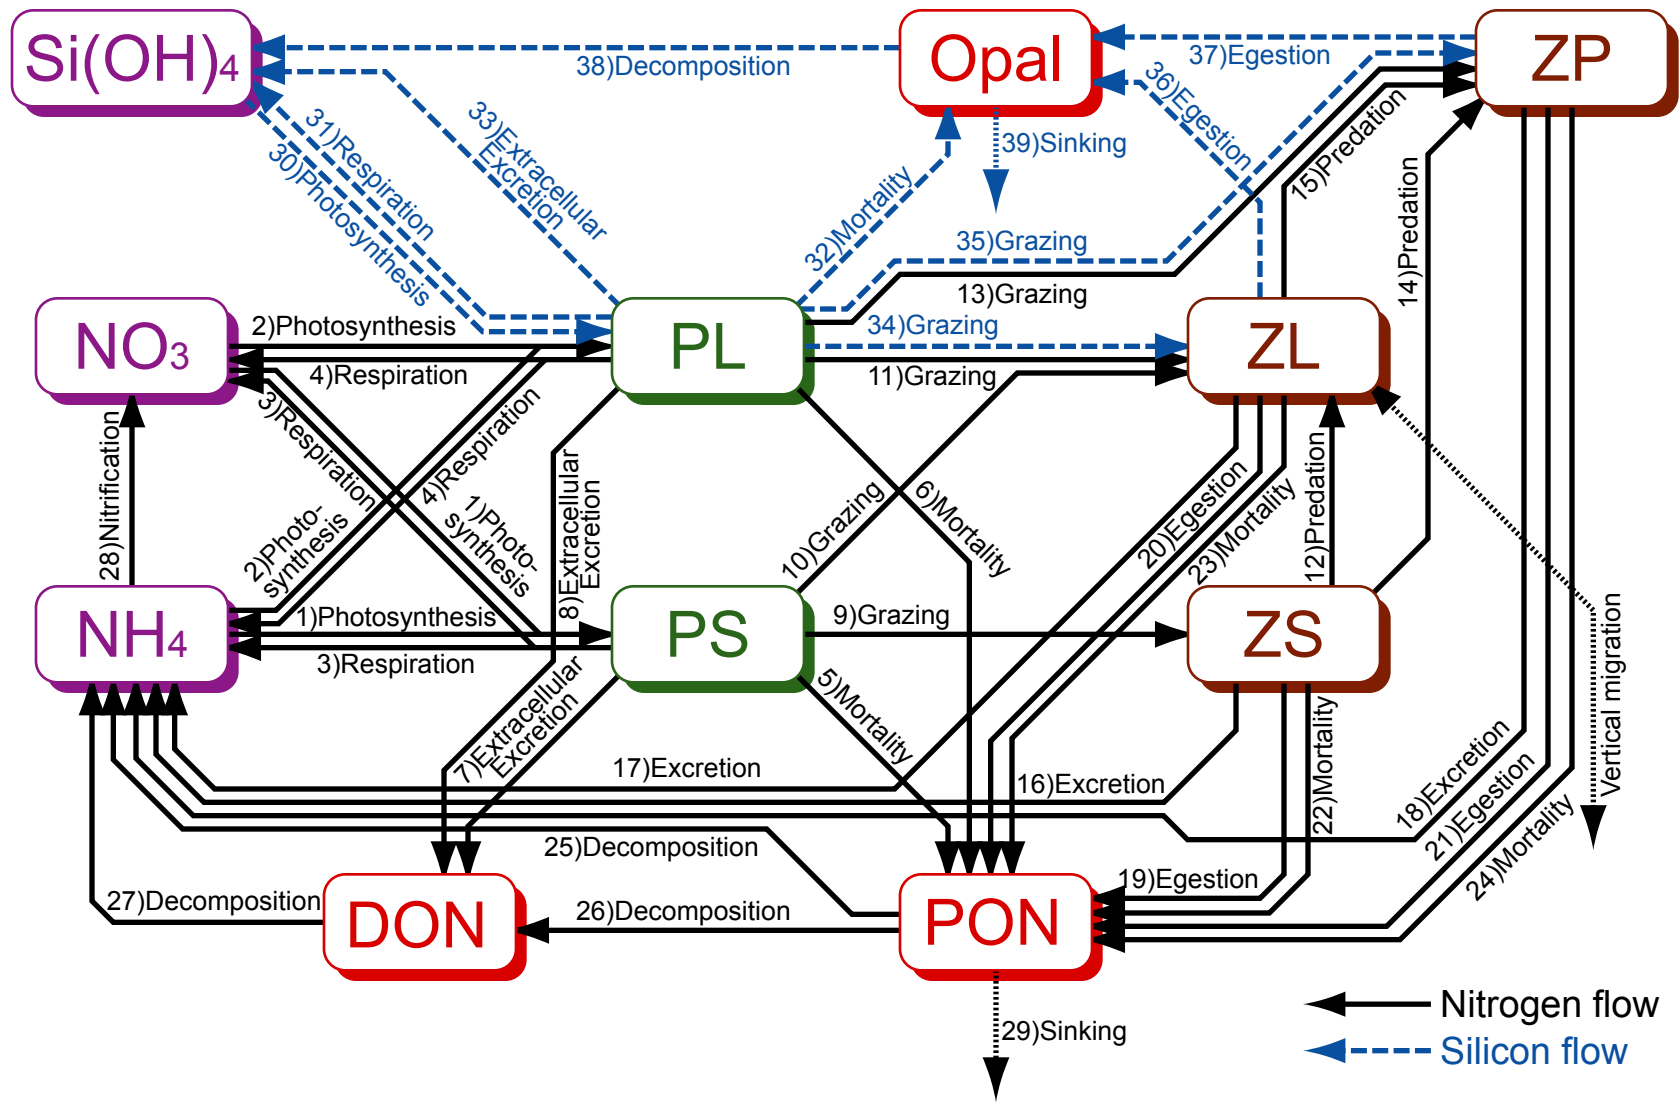 Si(OH)4
Opal
ZP
38)Decomposition
37)Egestion
36)Egestion
31)Respiration
30)Photosynthesis
33)Extracellular
Excretion
39)Sinking
15)Predation
32)Mortality
35)Grazing
14)Predation
13)Grazing
NO3
2)Photosynthesis
PL
34)Grazing
ZL
4)Respiration
11)Grazing
3)Respiration
4)Respiration
28)Nitrification
2)Photo-
synthesis
1)Photo-
synthesis
8)Extracellular
Excretion
10)Grazing
6)Mortality
20)Egestion
23)Mortality
12)Predation
NH4
1)Photosynthesis
PS
9)Grazing
ZS
3)Respiration
7)Extracellular
Excretion
5)Mortality
22)Mortality
Vertical migration
17)Excretion
16)Excretion
18)Excretion
21)Egestion
24)Mortality
25)Decomposition
19)Egestion
27)Decomposition
DON
26)Decomposition
PON
29)Sinking
Nitrogen flow
Silicon flow